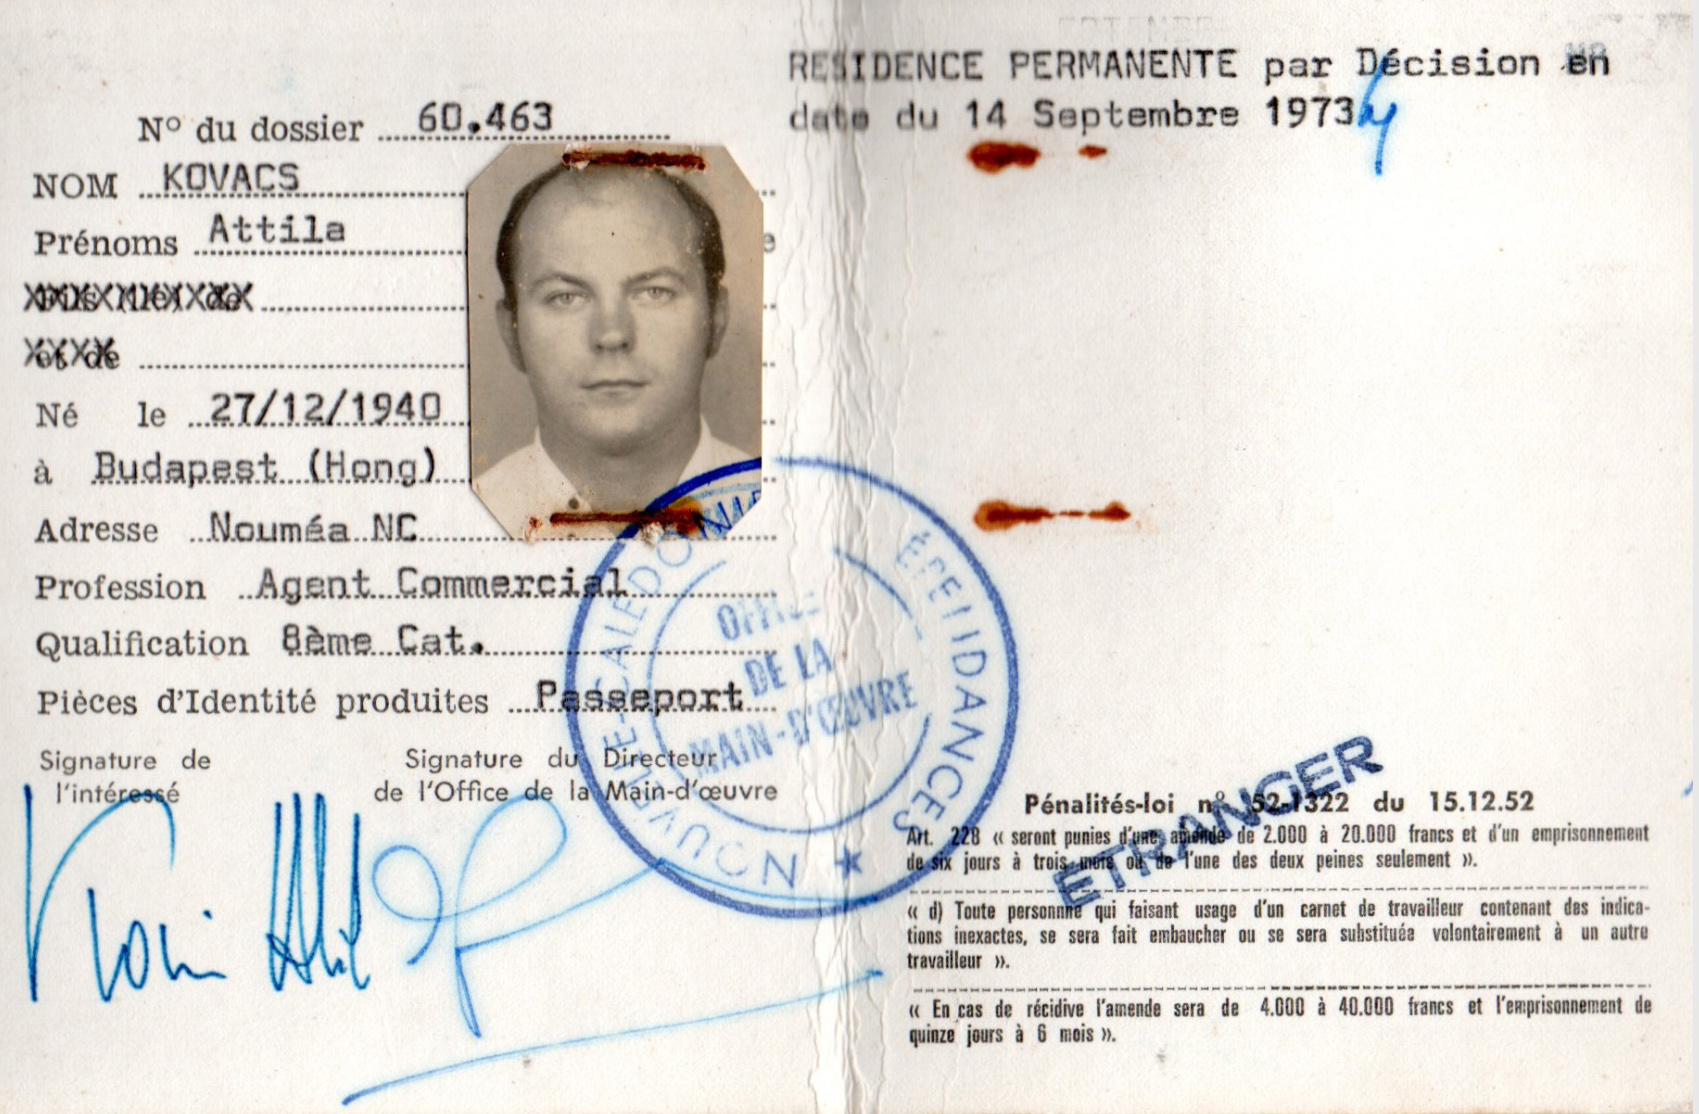 N° du dossier 60.463
NOM KOVACS
Prénoms Attila
et de
Né le 27/12/1940
à Budapest (Hong)
Adresse Nouméa NC
Profession Agent Commercial
Qualification 8ème Cat.
Pièces d'Identité produites Passeport
Signature de
l'intéressé
Signature du Directeur
de l'Office de la Main-d'œuvre
NOUVELLE-CALEDONIE
DÉPENDANCES
OFFICE
DE LA
MAIN-D'ŒUVRE
RESIDENCE PERMANENTE par Décision en
date du 14 Septembre 1973
ETRANGER
Pénalités-loi n° 52-1322 du 15.12.52
Art. 228 « seront punies d'une amende de 2.000 à 20.000 francs et d'un emprisonnement
de six jours à trois mois ou de l'une des deux peines seulement ».
« d) Toute personnne qui faisant usage d'un carnet de travailleur contenant des indica-
tions inexactes, se sera fait embaucher ou se sera substituée volontairement à un autre
travailleur ».
« En cas de récidive l'amende sera de 4.000 à 40.000 francs et l'emprisonnement de
quinze jours à 6 mois ».